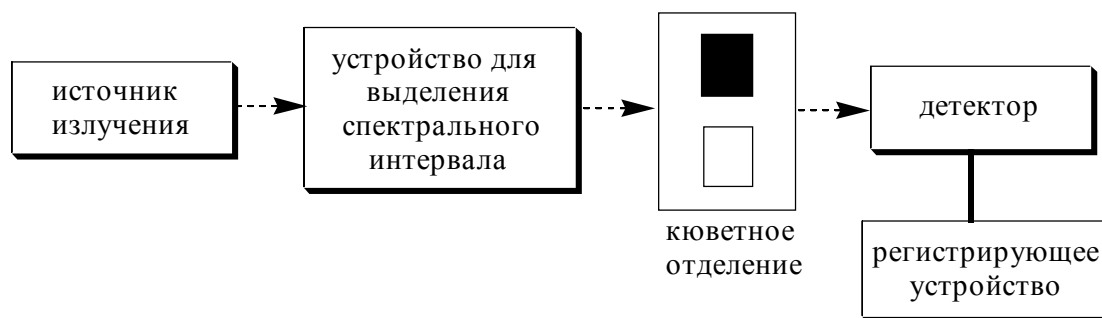 источник
излучения
устройство для
выделения
спектрального
интервала
кюветное
отделение
детектор
регистрирующее
устройство